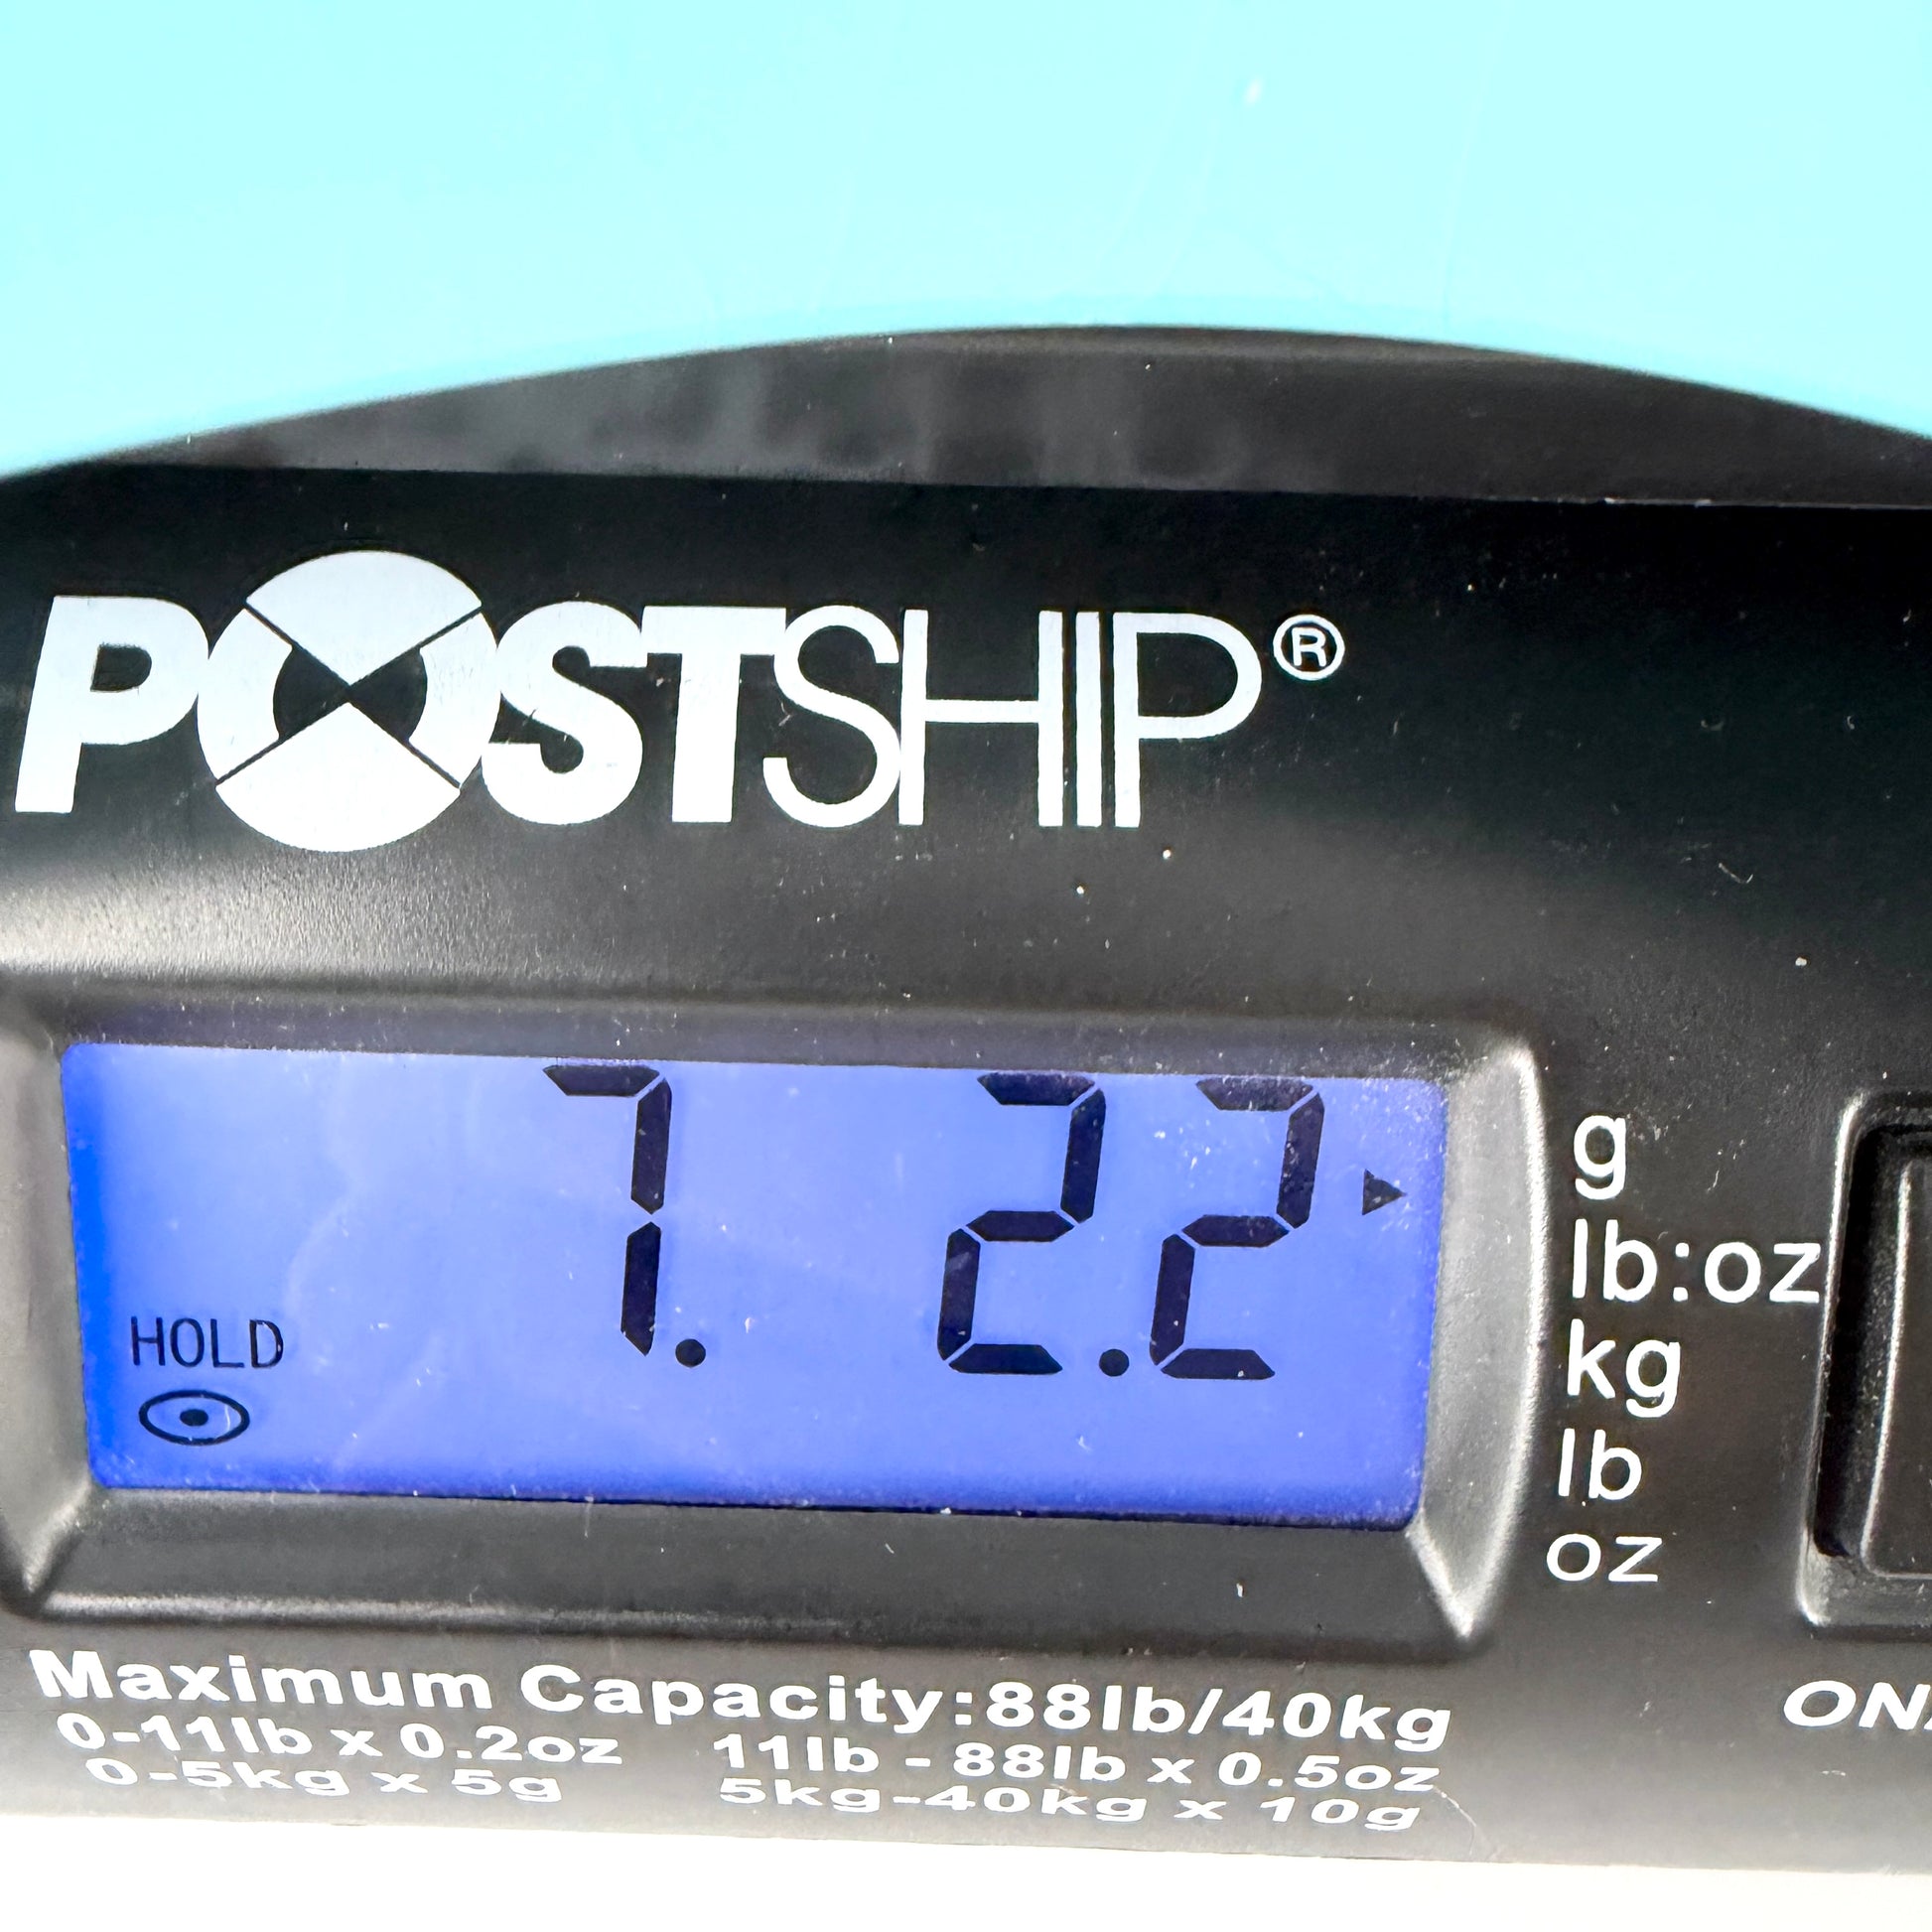 POSTSHIP®
7. 2.2
HOLD
g
lb:oz
kg
lb
oz
Maximum Capacity:88lb/40kg
0-11lb x 0.2oz 11lb - 88lb x 0.5oz
0-5kg x 5g 5kg-40kg x 10g